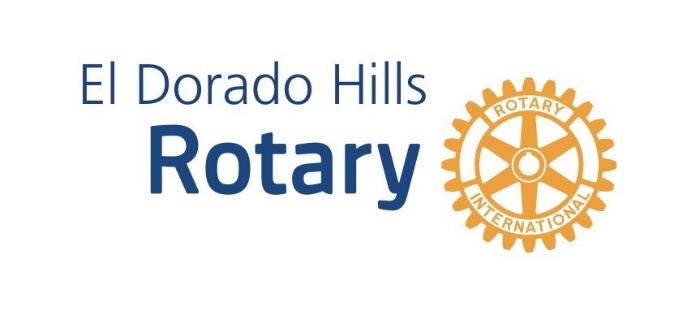 El Dorado Hills
Rotary
ROTARY
INTERNATIONAL